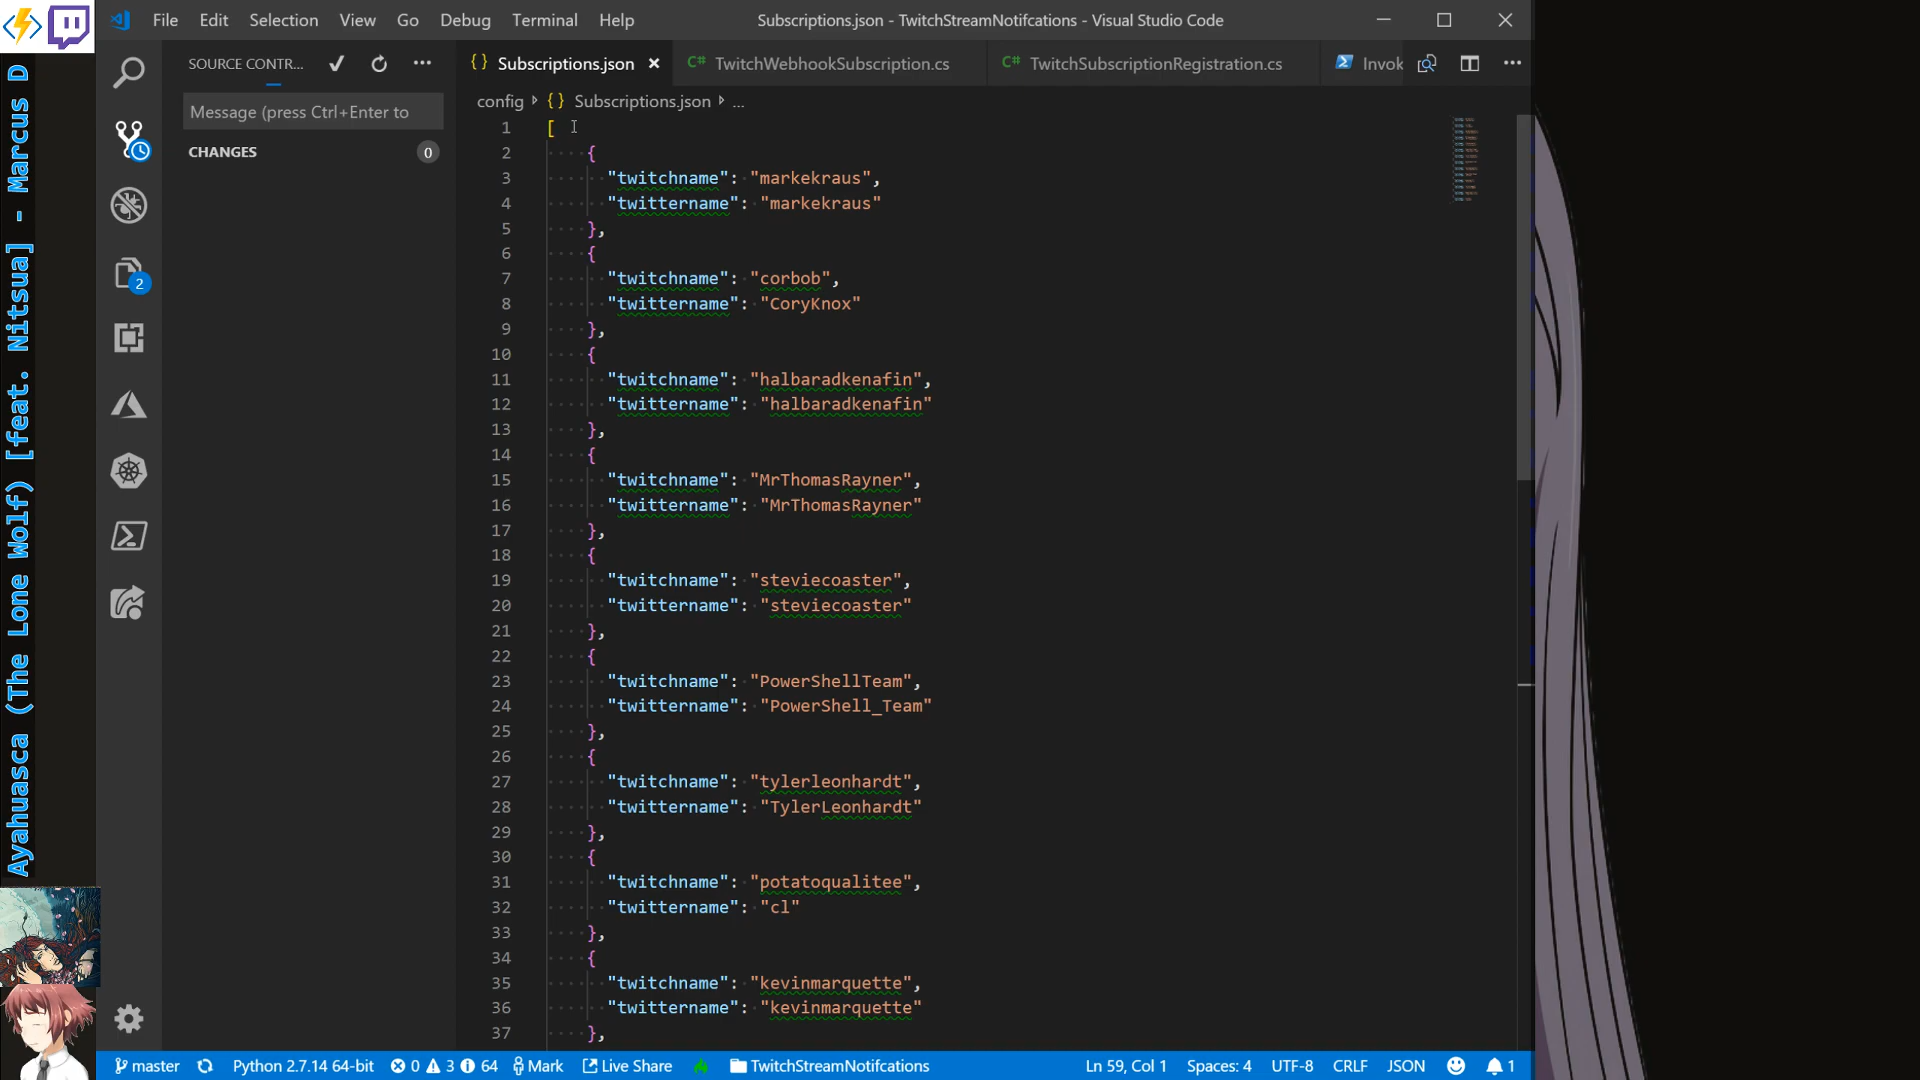 File Edit Selection View Go Debug Terminal Help
Subscriptions.json - TwitchStreamNotifcations - Visual Studio Code
SOURCE CONTR...
Subscriptions.json
TwitchWebhookSubscription.cs
TwitchSubscriptionRegistration.cs
Invok
Message (press Ctrl+Enter to
CHANGES 0
2
config > {} Subscriptions.json > ...
1 [
2 {
3 "twitchname": "markekraus",
4 "twittername": "markekraus"
5 },
6 {
7 "twitchname": "corbob",
8 "twittername": "CoryKnox"
9 },
10 {
11 "twitchname": "halbaradkenafin",
12 "twittername": "halbaradkenafin"
13 },
14 {
15 "twitchname": "MrThomasRayner",
16 "twittername": "MrThomasRayner"
17 },
18 {
19 "twitchname": "steviecoaster",
20 "twittername": "steviecoaster"
21 },
22 {
23 "twitchname": "PowerShellTeam",
24 "twittername": "PowerShell_Team"
25 },
26 {
27 "twitchname": "tylerleonhardt",
28 "twittername": "TylerLeonhardt"
29 },
30 {
31 "twitchname": "potatoqualitee",
32 "twittername": "cl"
33 },
34 {
35 "twitchname": "kevinmarquette",
36 "twittername": "kevinmarquette"
37 },
master Python 2.7.14 64-bit 0 3 64 Mark Live Share TwitchStreamNotifcations Ln 59, Col 1 Spaces: 4 UTF-8 CRLF JSON 1
Ayahuasca (The Lone Wolf) [feat. Nitsua] - Marcus D